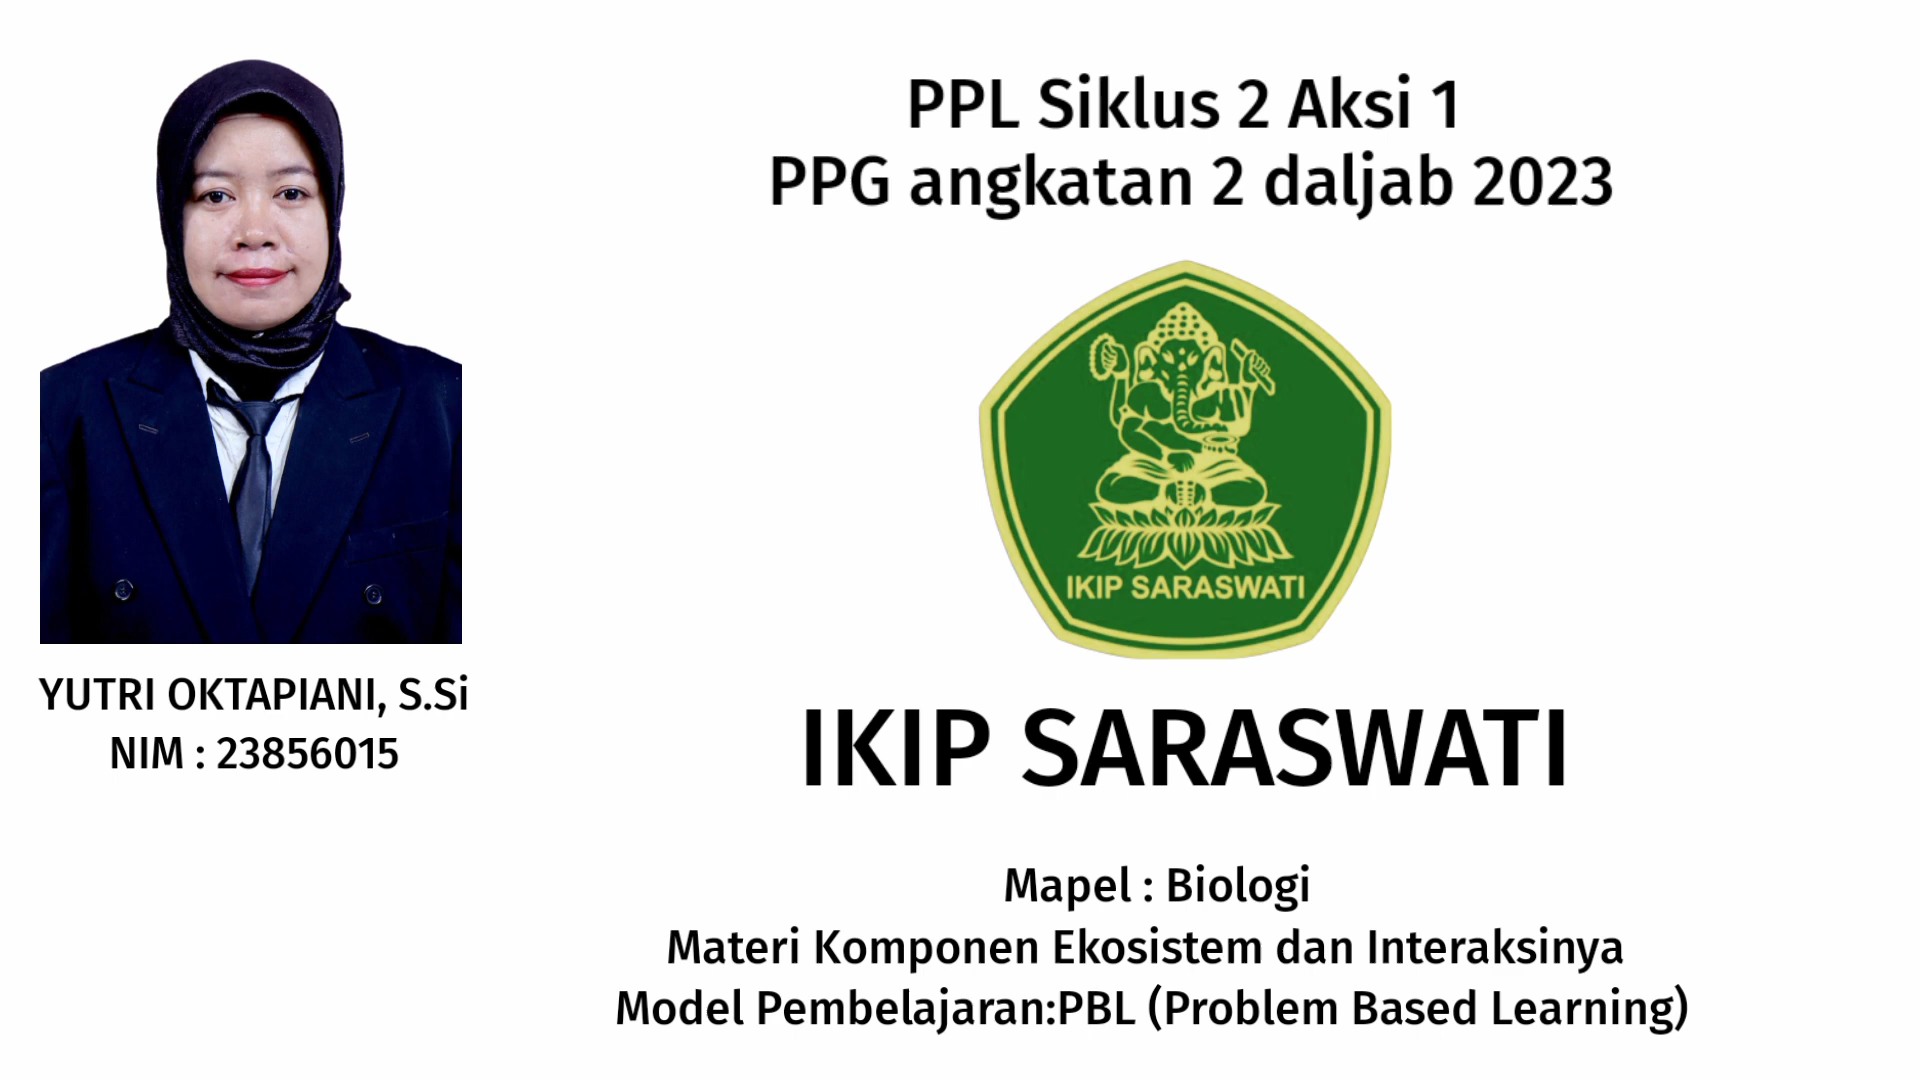 PPL Siklus 2 Aksi 1
PPG angkatan 2 daljab 2023
IKIP SARASWATI
IKIP SARASWATI
YUTRI OKTAPIANI, S.Si
NIM : 23856015
Mapel : Biologi
Materi Komponen Ekosistem dan Interaksinya
Model Pembelajaran:PBL (Problem Based Learning)